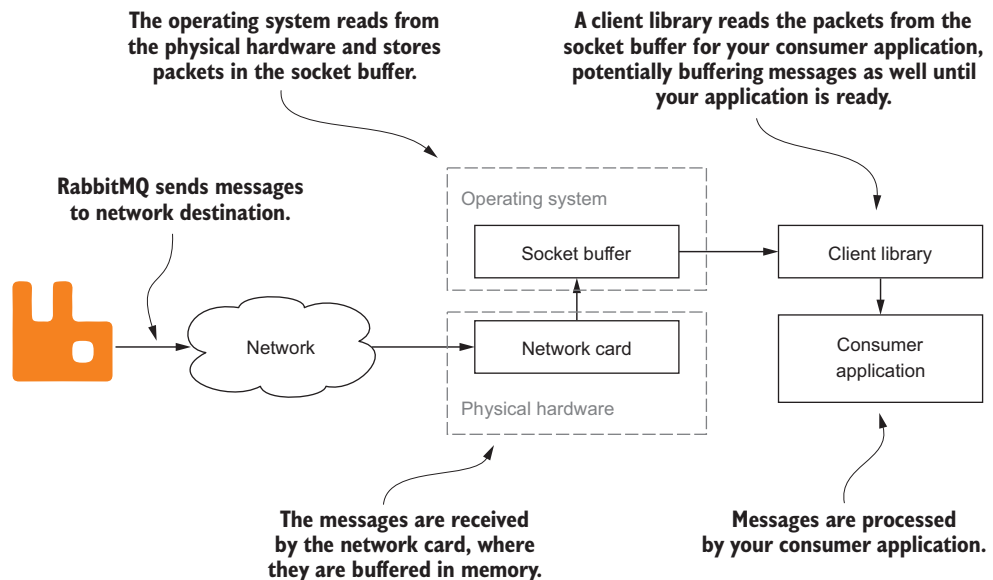 The operating system reads from
the physical hardware and stores
packets in the socket buffer.
A client library reads the packets from the
socket buffer for your consumer application,
potentially buffering messages as well until
your application is ready.
RabbitMQ sends messages
to network destination.
Operating system
Socket buffer
Client library
Network
Network card
Consumer
application
Physical hardware
The messages are received
by the network card, where
they are buffered in memory.
Messages are processed
by your consumer application.